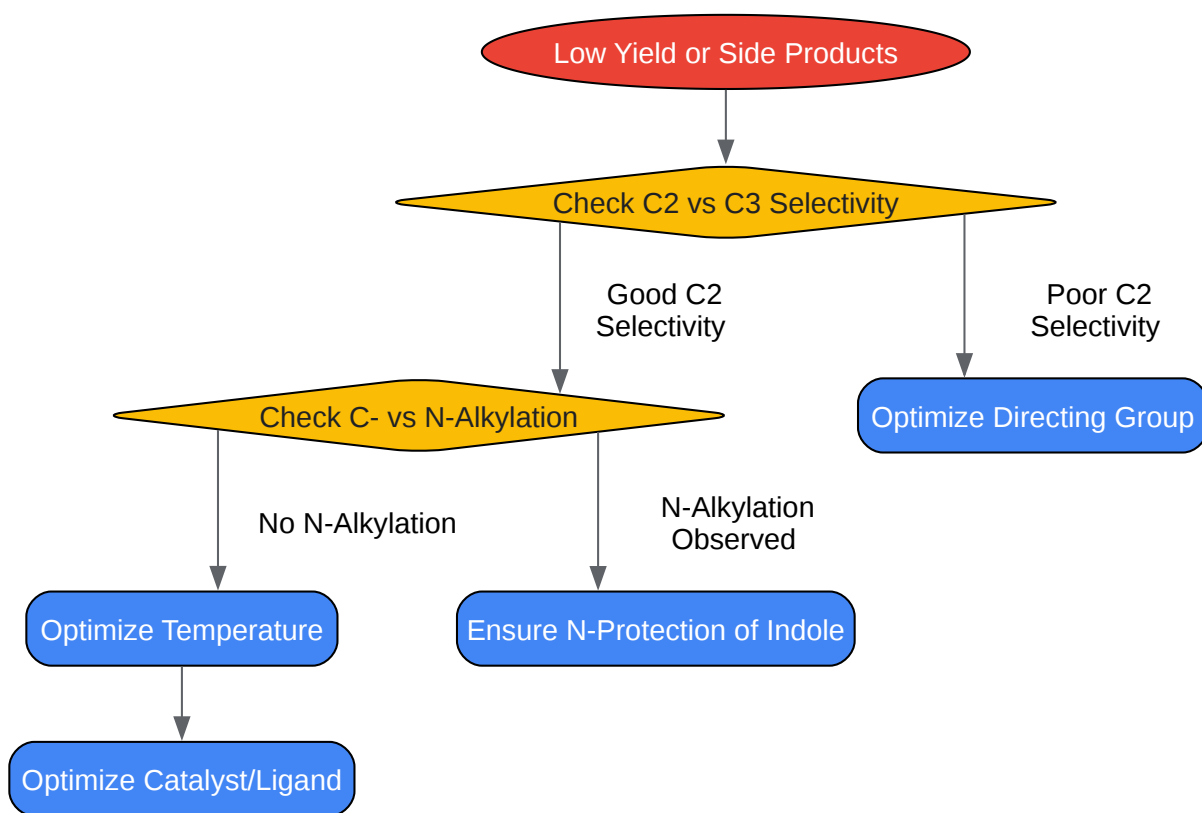 Low Yield or Side Products
Check C2 vs C3 Selectivity
Good C2
Selectivity
Poor C2
Selectivity
Check C- vs N-Alkylation
Optimize Directing Group
No N-Alkylation
N-Alkylation
Observed
Optimize Temperature
Ensure N-Protection of Indole
Optimize Catalyst/Ligand